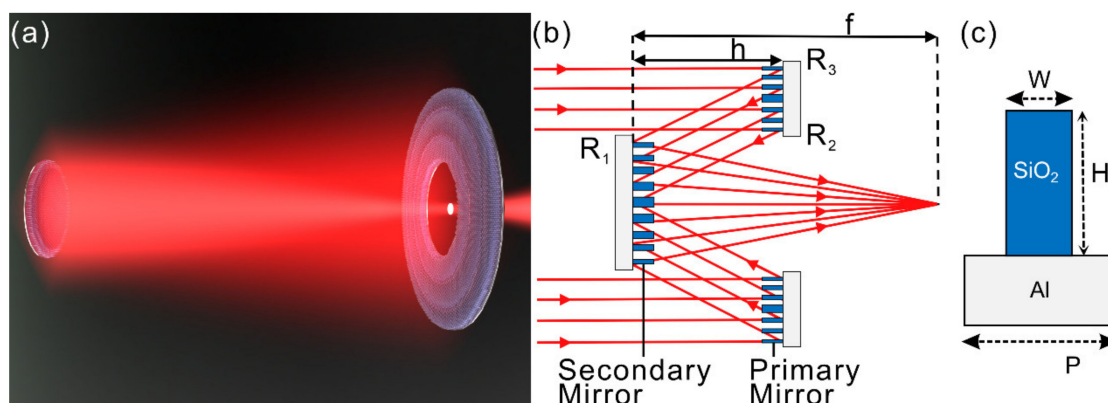 (a)
(b)
f
h
R₃
R₂
R₁
Secondary
Mirror
Primary
Mirror
(c)
W
SiO₂
H
Al
P